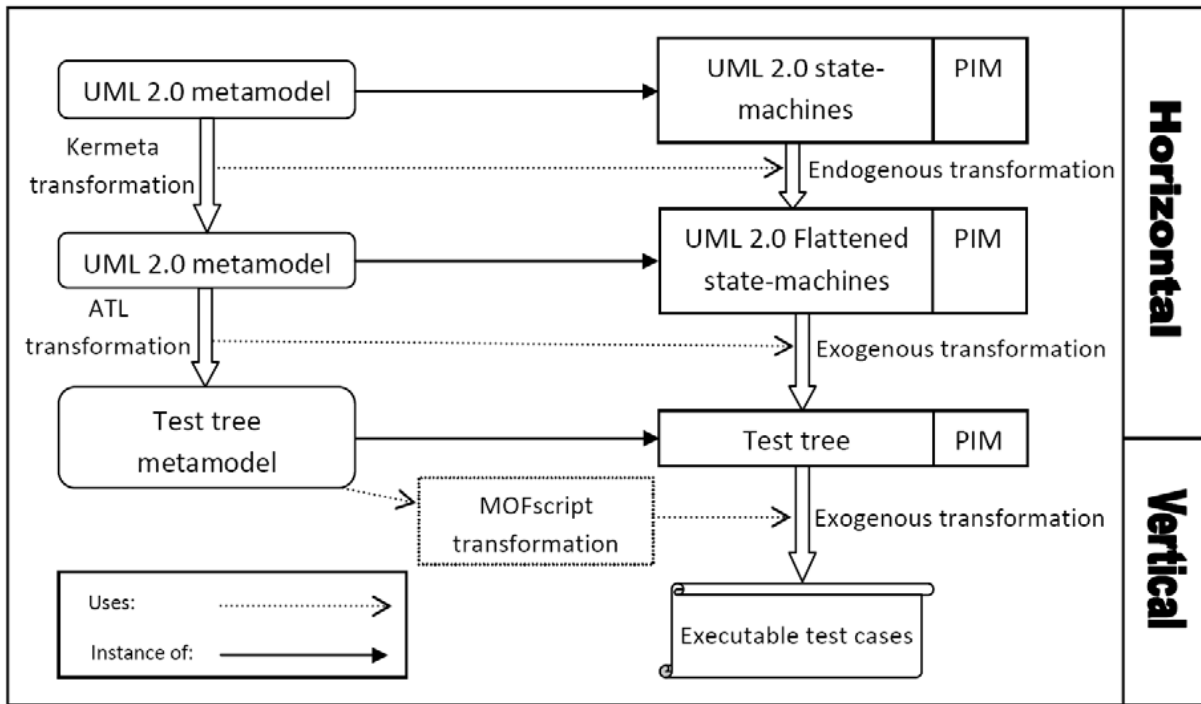 UML 2.0 metamodel
UML 2.0 state-
machines
PIM
Kermeta
transformation
Endogenous transformation
UML 2.0 metamodel
UML 2.0 Flattened
state-machines
PIM
ATL
transformation
Exogenous transformation
Test tree
metamodel
Test tree
PIM
MOFscript
transformation
Exogenous transformation
Executable test cases
Uses:
Instance of:
Horizontal
Vertical